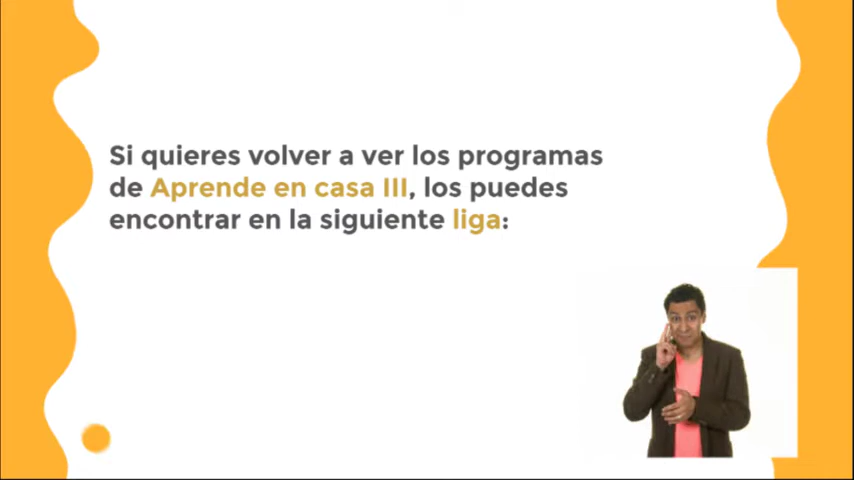 Si quieres volver a ver los programas
de Aprende en casa III, los puedes
encontrar en la siguiente liga: